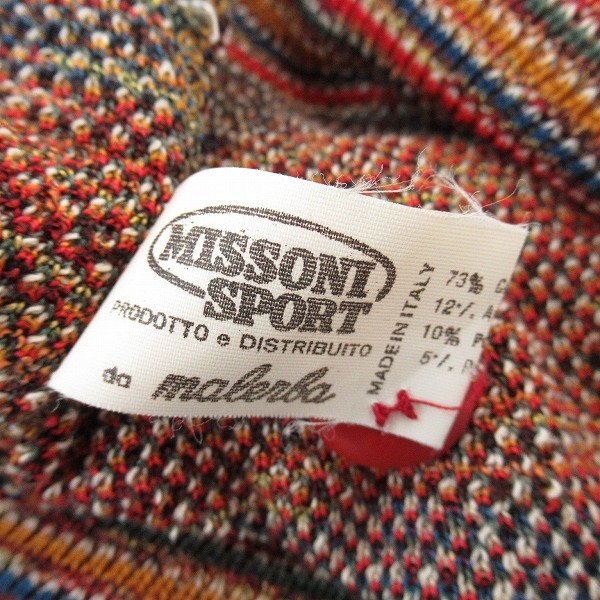 MISSONI
SPORT
PRODOTTO e DISTRIBUITO
da malerba
MADE IN ITALY
73%
12%
10%
5%